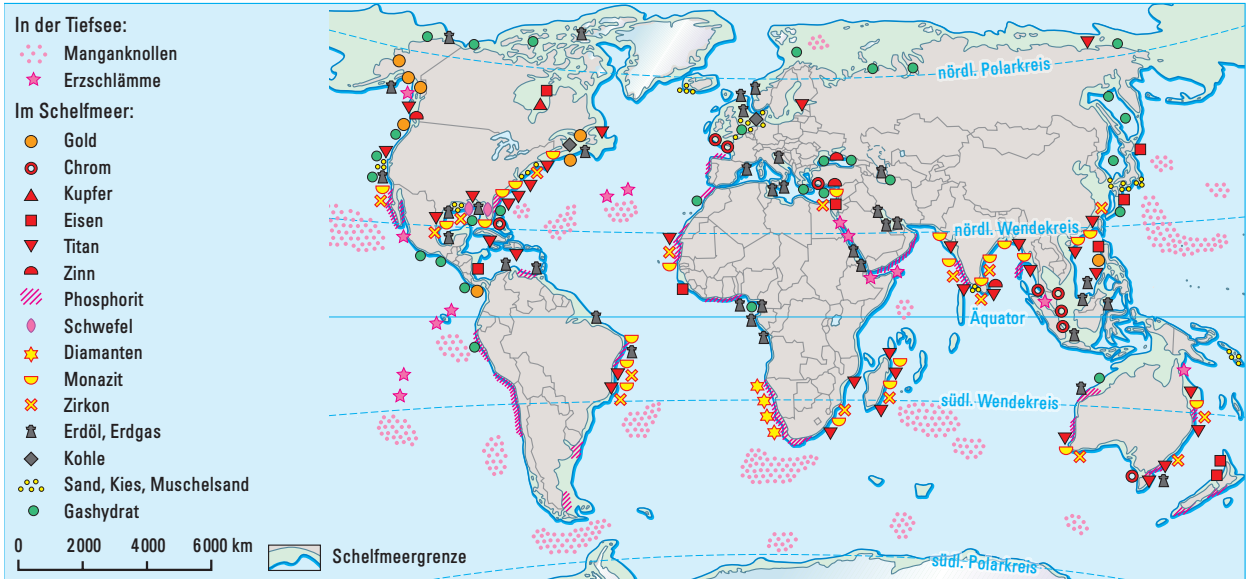 In der Tiefsee:
Manganknollen
Erzschlämme
Im Schelfmeer:
Gold
Chrom
Kupfer
Eisen
Titan
Zinn
Phosphorit
Schwefel
Diamanten
Monazit
Zirkon
Erdöl, Erdgas
Kohle
Sand, Kies, Muschelsand
Gashydrat
0 2000 4000 6000 km
Schelfmeergrenze
nördl. Polarkreis
nördl. Wendekreis
Äquator
südl. Wendekreis
südl. Polarkreis